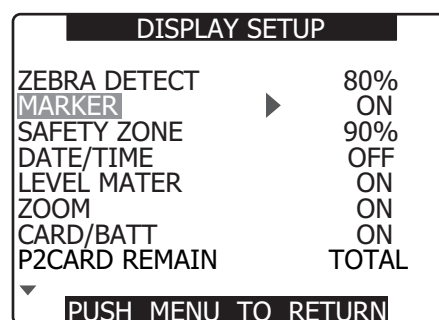 DISPLAY SETUP
ZEBRA DETECT 80%
MARKER ON
SAFETY ZONE 90%
DATE/TIME OFF
LEVEL MATER ON
ZOOM ON
CARD/BATT ON
P2CARD REMAIN TOTAL
PUSH MENU TO RETURN